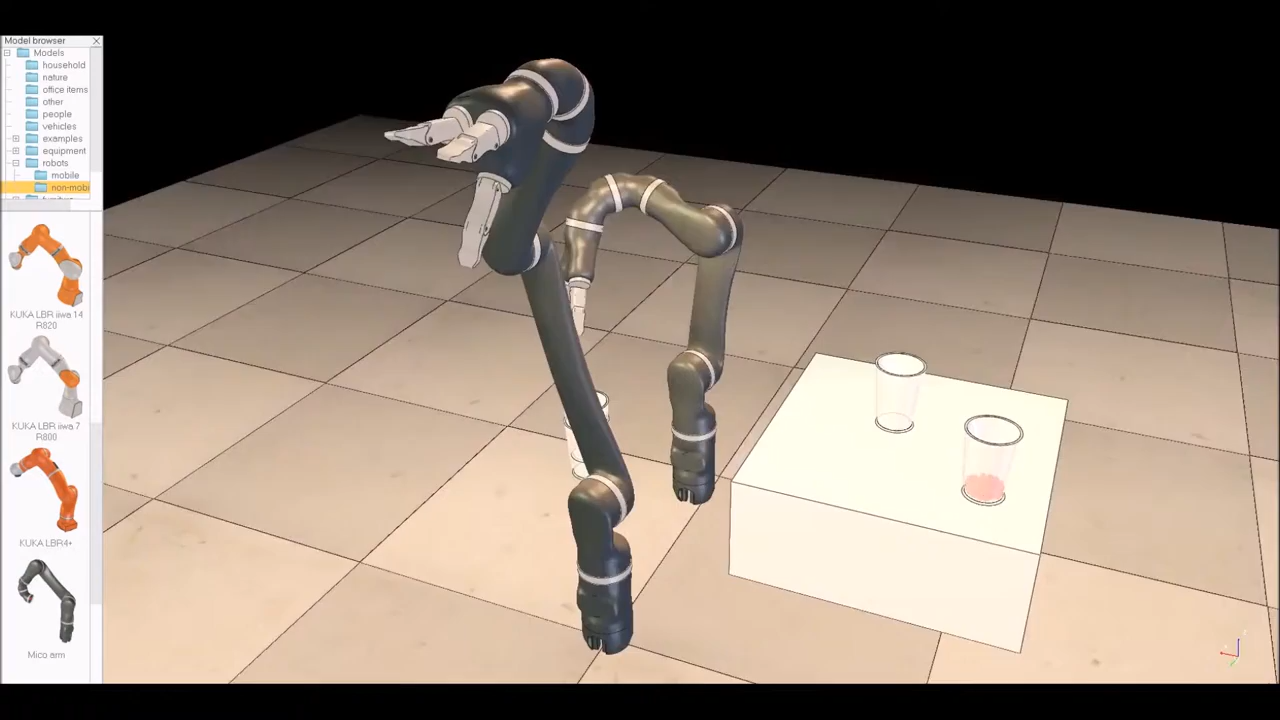 Model browser
Models
household
nature
office items
other
people
vehicles
examples
equipment
robots
mobile
non-mobi
KUKA LBR iiwa 14
R820
KUKA LBR iiwa 7
R800
KUKA LBR4+
Mico arm